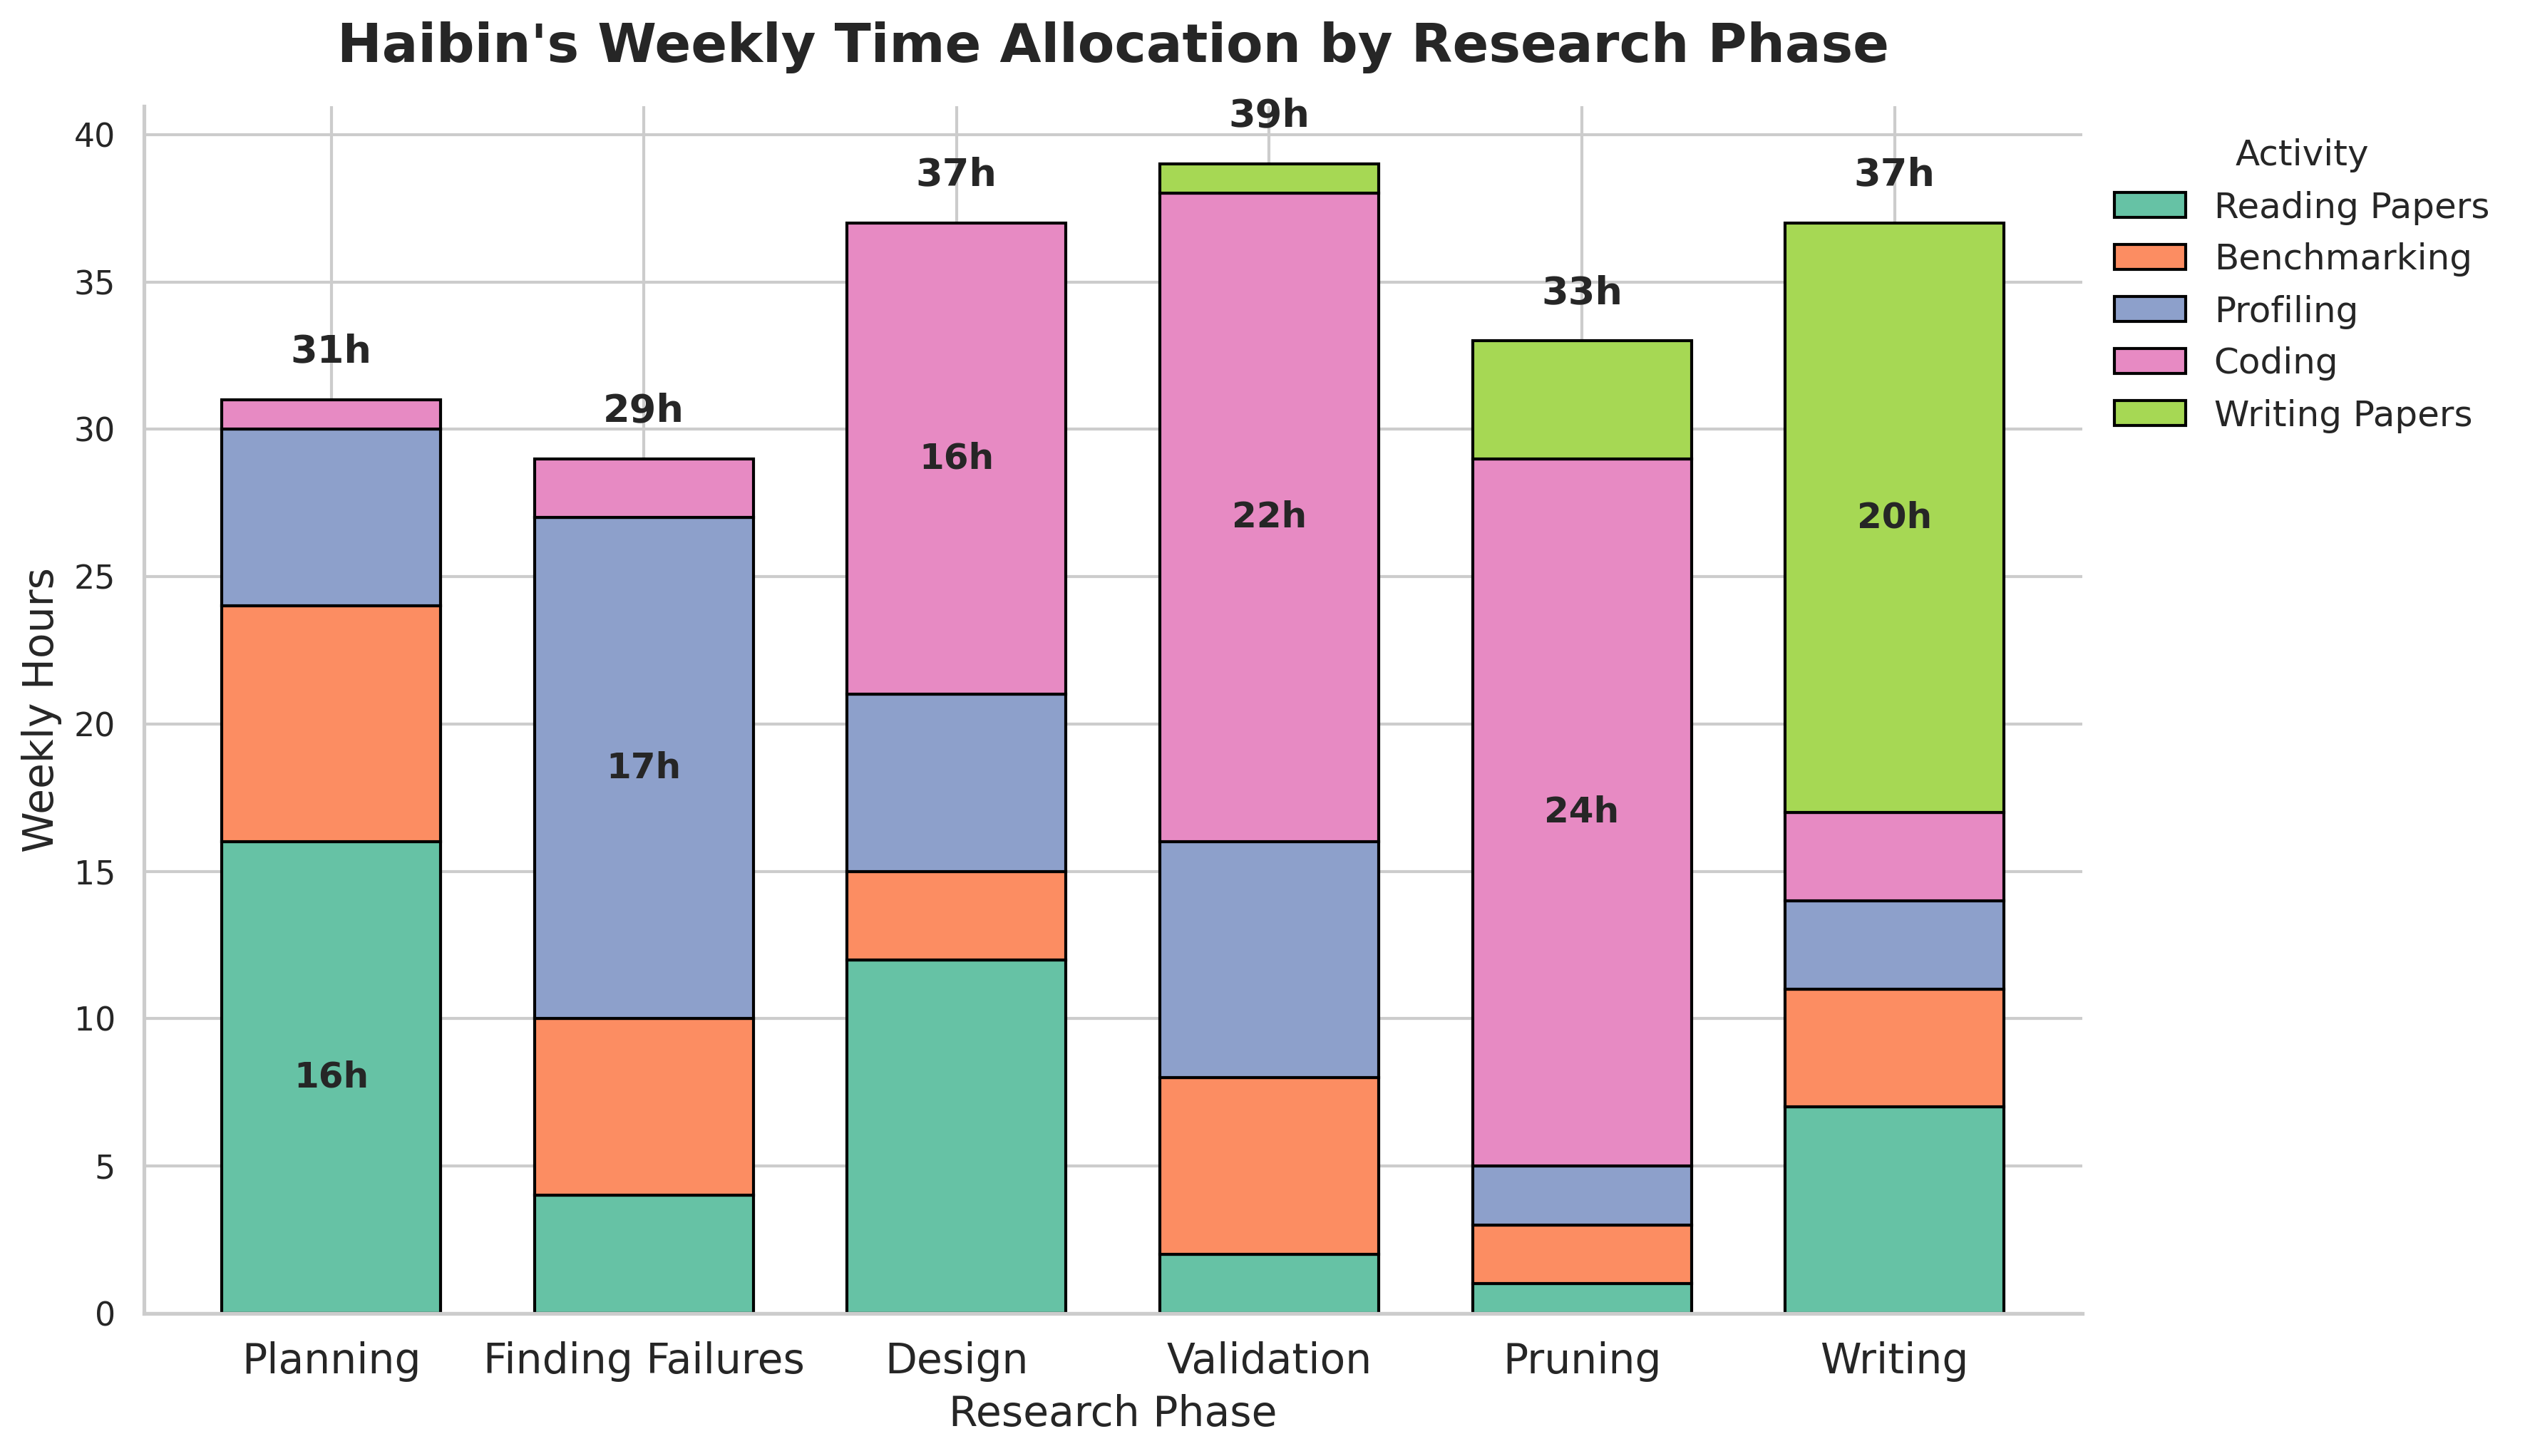 Haibin's Weekly Time Allocation by Research Phase
39h
40
37h
37h
35
33h
31h
30
29h
16h
22h
20h
25
20
17h
24h
15
10
16h
5
0
Weekly Hours
Planning
Finding Failures
Design
Validation
Pruning
Writing
Research Phase
Activity
Reading Papers
Benchmarking
Profiling
Coding
Writing Papers